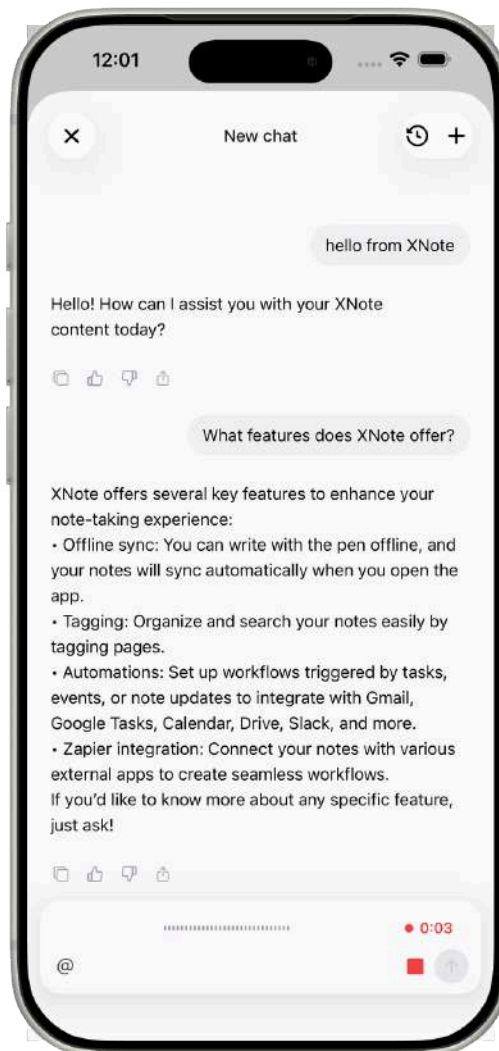 12:01
New chat
hello from XNote
Hello! How can I assist you with your XNote
content today?
What features does XNote offer?
XNote offers several key features to enhance your
note-taking experience:
• Offline sync: You can write with the pen offline, and
your notes will sync automatically when you open the
app.
• Tagging: Organize and search your notes easily by
tagging pages.
• Automations: Set up workflows triggered by tasks,
events, or note updates to integrate with Gmail,
Google Tasks, Calendar, Drive, Slack, and more.
• Zapier integration: Connect your notes with various
external apps to create seamless workflows.
If you’d like to know more about any specific feature,
just ask!
0:03
@